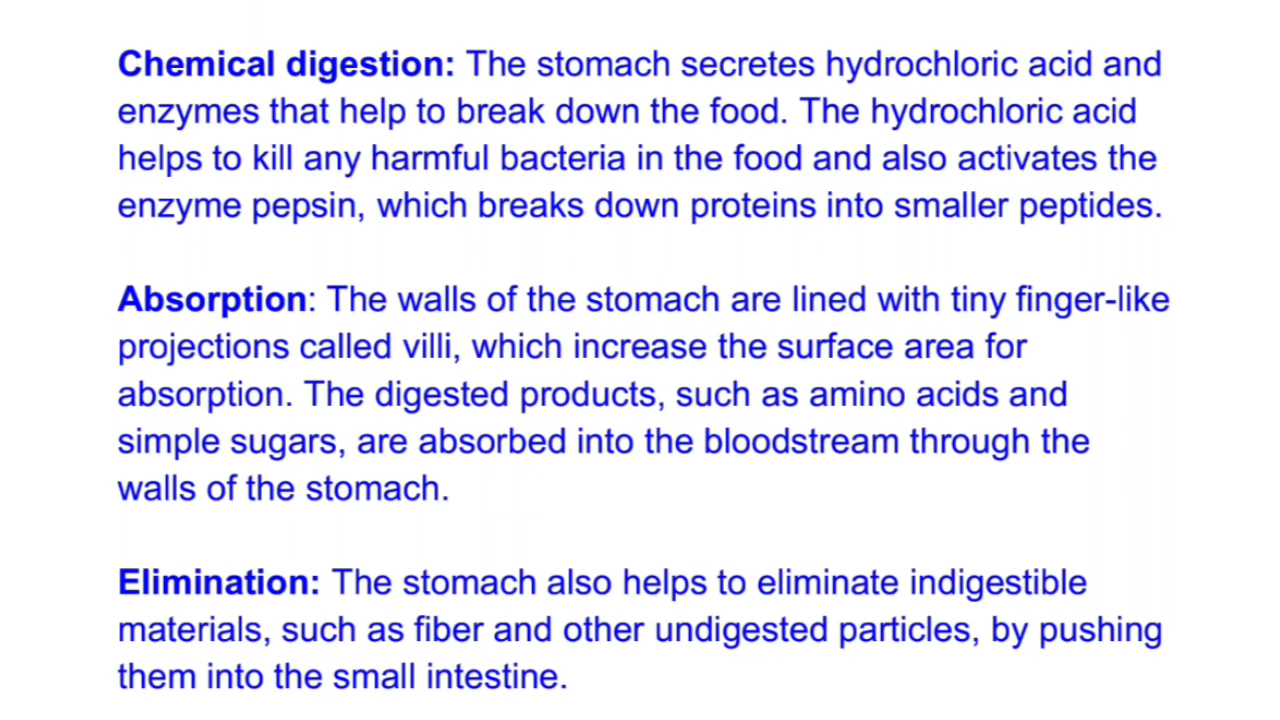 Chemical digestion: The stomach secretes hydrochloric acid and
enzymes that help to break down the food. The hydrochloric acid
helps to kill any harmful bacteria in the food and also activates the
enzyme pepsin, which breaks down proteins into smaller peptides.
Absorption: The walls of the stomach are lined with tiny finger-like
projections called villi, which increase the surface area for
absorption. The digested products, such as amino acids and
simple sugars, are absorbed into the bloodstream through the
walls of the stomach.
Elimination: The stomach also helps to eliminate indigestible
materials, such as fiber and other undigested particles, by pushing
them into the small intestine.